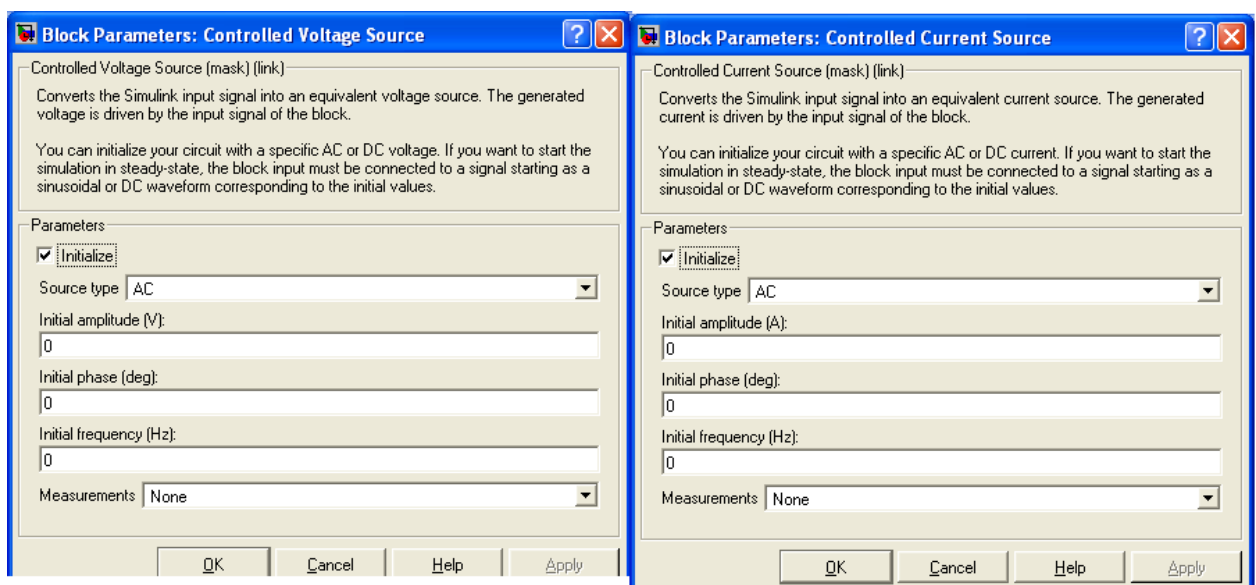 Block Parameters: Controlled Voltage Source
Controlled Voltage Source (mask) (link)
Converts the Simulink input signal into an equivalent voltage source. The generated
voltage is driven by the input signal of the block.
You can initialize your circuit with a specific AC or DC voltage. If you want to start the
simulation in steady-state, the block input must be connected to a signal starting as a
sinusoidal or DC waveform corresponding to the initial values.
Parameters
Initialize
Source type AC
Initial amplitude (V):
0
Initial phase (deg):
0
Initial frequency (Hz):
0
Measurements None
OK Cancel Help Apply
Block Parameters: Controlled Current Source
Controlled Current Source (mask) (link)
Converts the Simulink input signal into an equivalent current source. The generated
current is driven by the input signal of the block.
You can initialize your circuit with a specific AC or DC current. If you want to start the
simulation in steady-state, the block input must be connected to a signal starting as a
sinusoidal or DC waveform corresponding to the initial values.
Parameters
Initialize
Source type AC
Initial amplitude (A):
0
Initial phase (deg):
0
Initial frequency (Hz):
0
Measurements None
OK Cancel Help Apply